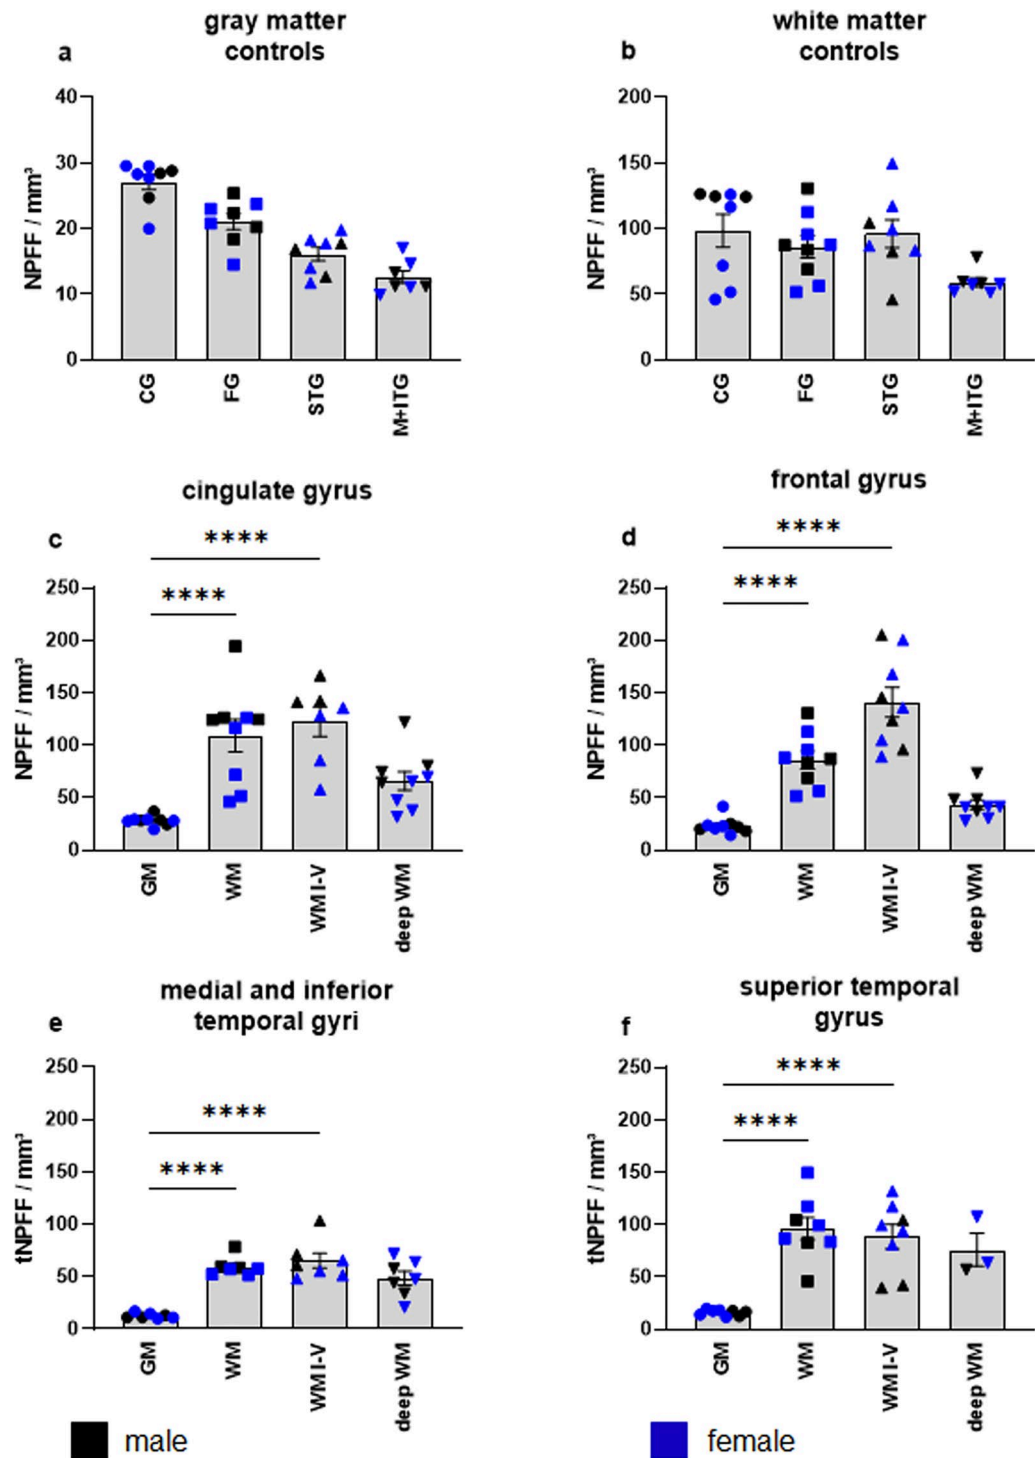 gray matter
controls
a
NPFF / mm³
40
30
20
10
0
CG
FG
STG
M+ITG
white matter
controls
b
NPFF / mm³
200
150
100
50
0
CG
FG
STG
M+ITG
cingulate gyrus
c
****
****
NPFF / mm³
250
200
150
100
50
0
GM
WM
WM I-V
deep WM
frontal gyrus
d
****
****
NPFF / mm³
250
200
150
100
50
0
GM
WM
WM I-V
deep WM
medial and inferior
temporal gyri
e
****
****
tNPFF / mm³
250
200
150
100
50
0
GM
WM
WM I-V
deep WM
superior temporal
gyrus
f
****
****
tNPFF / mm³
250
200
150
100
50
0
GM
WM
WM I-V
deep WM
male
female